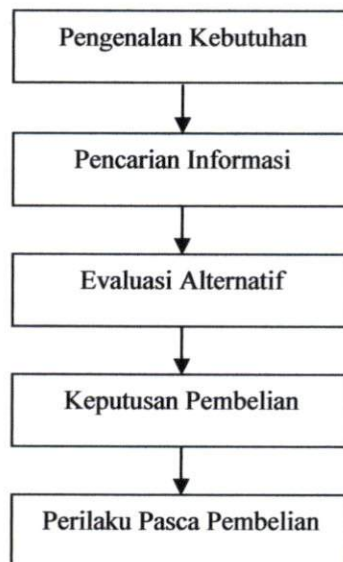 Pengenalan Kebutuhan
Pencarian Informasi
Evaluasi Alternatif
Keputusan Pembelian
Perilaku Pasca Pembelian